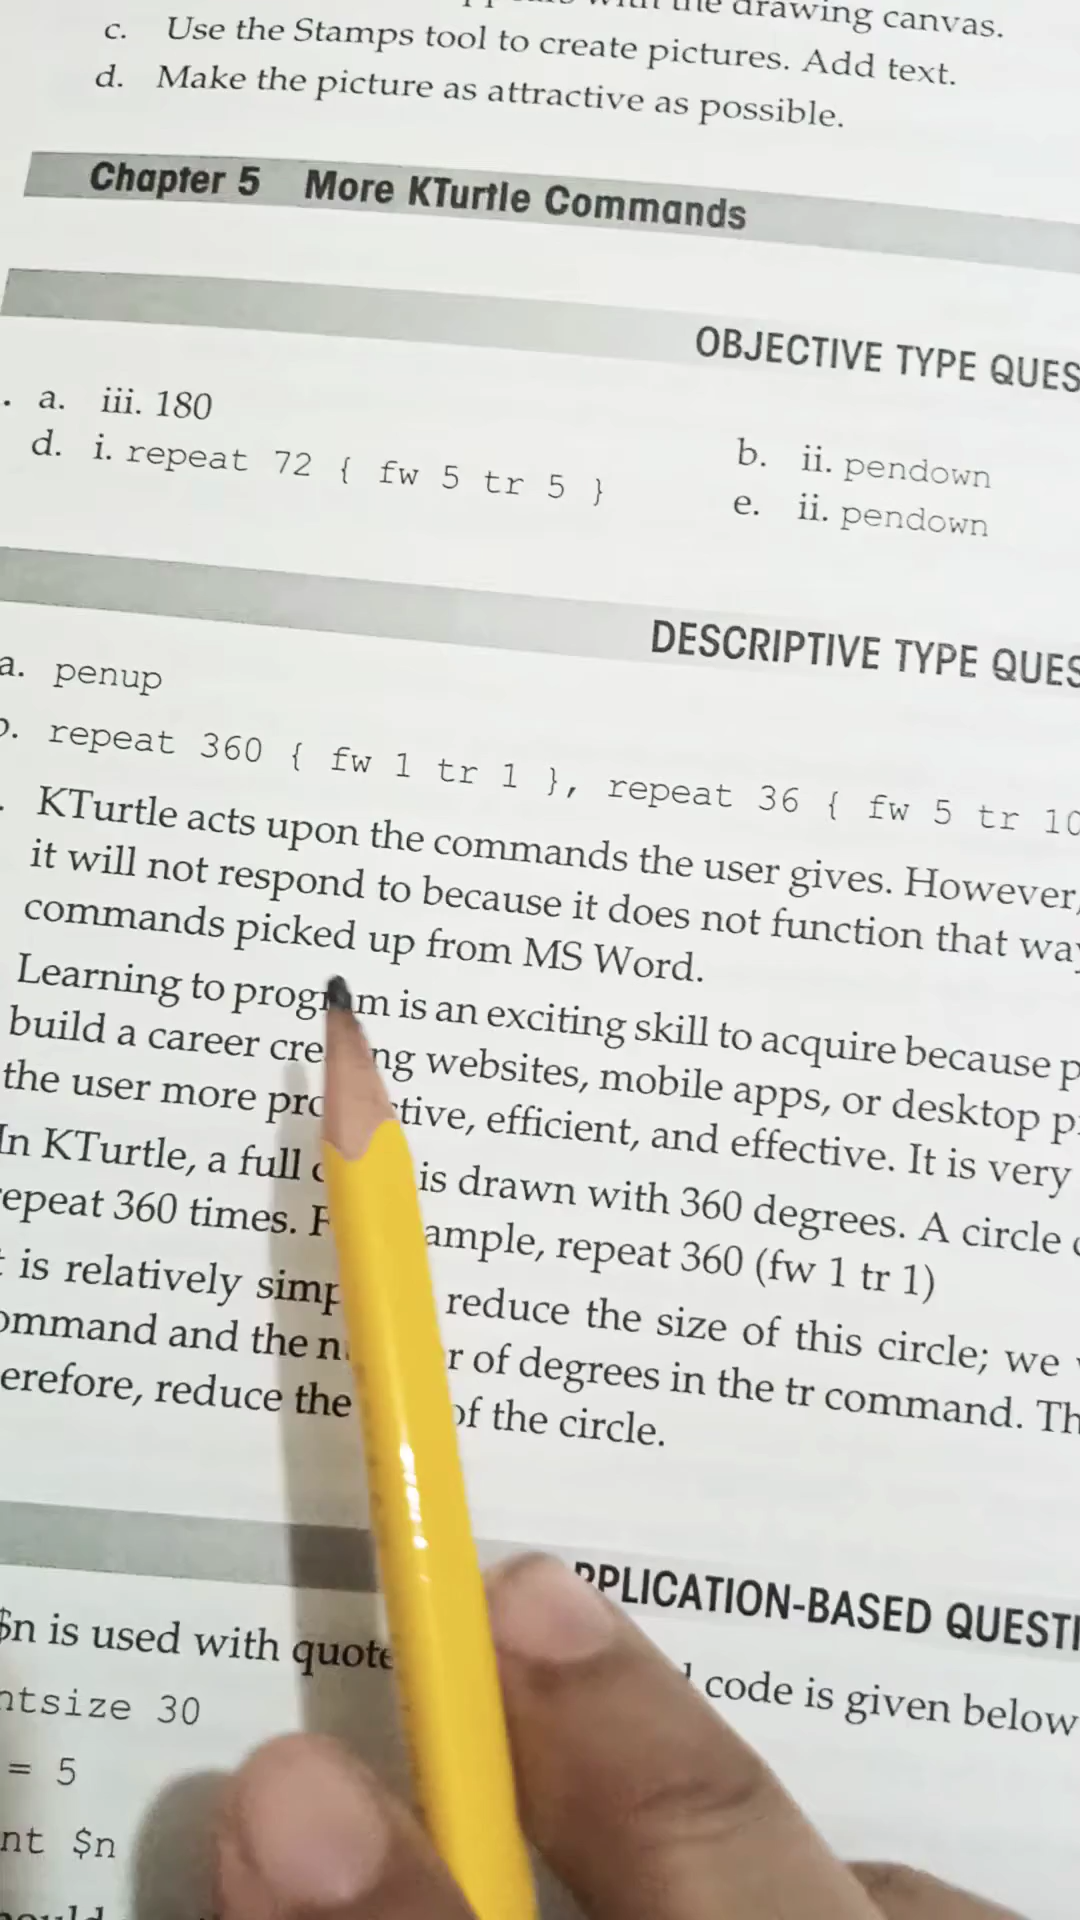 the drawing canvas.
c. Use the Stamps tool to create pictures. Add text.
d. Make the picture as attractive as possible.
Chapter 5 More KTurtle Commands
OBJECTIVE TYPE QUES
a. iii. 180
b. ii. pendown
d. i. repeat 72 { fw 5 tr 5 }
e. ii. pendown
DESCRIPTIVE TYPE QUES
a. penup
repeat 360 { fw 1 tr 1 }, repeat 36 { fw 5 tr 10
KTurtle acts upon the commands the user gives. However,
it will not respond to because it does not function that way
commands picked up from MS Word.
Learning to program is an exciting skill to acquire because p
build a career websites, mobile apps, or desktop
the user more efficient, and effective. It is very
In KTurtle, a full is drawn with 360 degrees. A circle
epeat 360 times. ample, repeat 360 (fw 1 tr 1)
is relatively reduce the size of this circle; we
ommand and the r of degrees in the tr command. Th
erefore, reduce the of the circle.
PPLICATION-BASED QUESTI
$n is used with quote code is given below
ntsize 30
= 5
nt $n